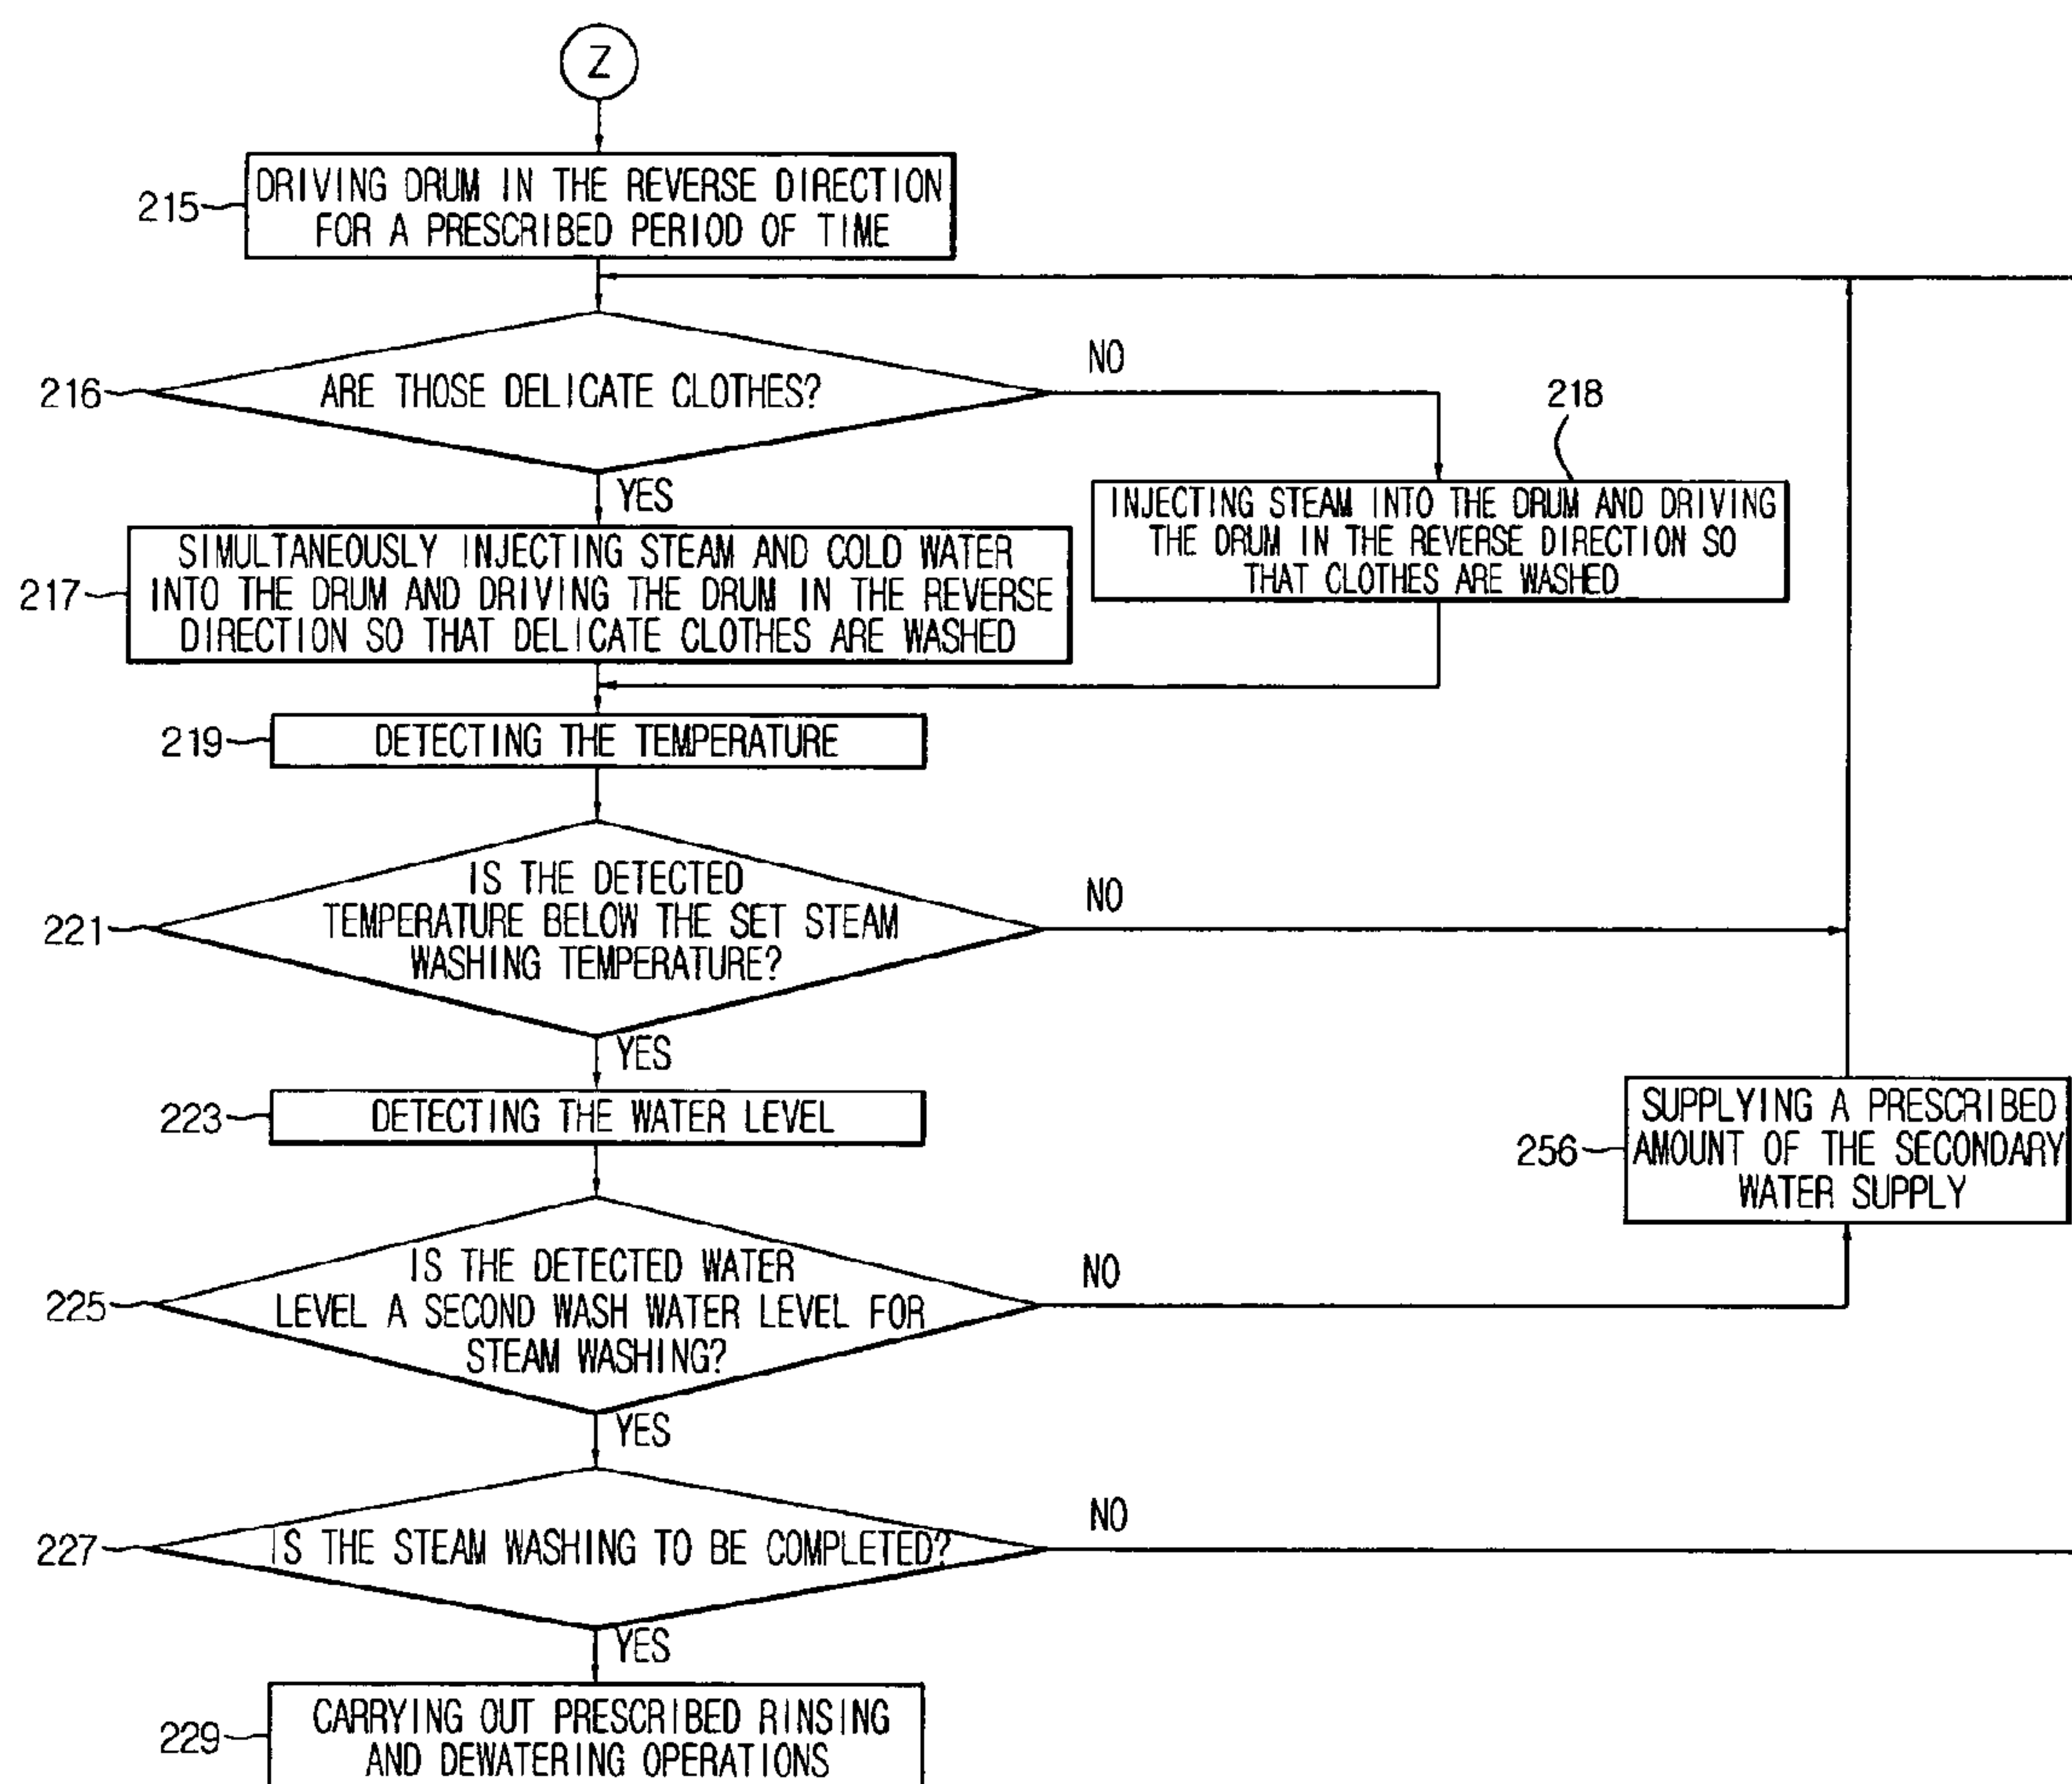 Z
215
DRIVING DRUM IN THE REVERSE DIRECTION
FOR A PRESCRIBED PERIOD OF TIME
216
ARE THOSE DELICATE CLOTHES?
NO
YES
218
INJECTING STEAM INTO THE DRUM AND DRIVING
THE DRUM IN THE REVERSE DIRECTION SO
THAT CLOTHES ARE WASHED
217
SIMULTANEOUSLY INJECTING STEAM AND COLD WATER
INTO THE DRUM AND DRIVING THE DRUM IN THE REVERSE
DIRECTION SO THAT DELICATE CLOTHES ARE WASHED
219
DETECTING THE TEMPERATURE
221
IS THE DETECTED
TEMPERATURE BELOW THE SET STEAM
WASHING TEMPERATURE?
NO
YES
223
DETECTING THE WATER LEVEL
256
SUPPLYING A PRESCRIBED
AMOUNT OF THE SECONDARY
WATER SUPPLY
225
IS THE DETECTED WATER
LEVEL A SECOND WASH WATER LEVEL FOR
STEAM WASHING?
NO
YES
227
IS THE STEAM WASHING TO BE COMPLETED?
NO
YES
229
CARRYING OUT PRESCRIBED RINSING
AND DEWATERING OPERATIONS